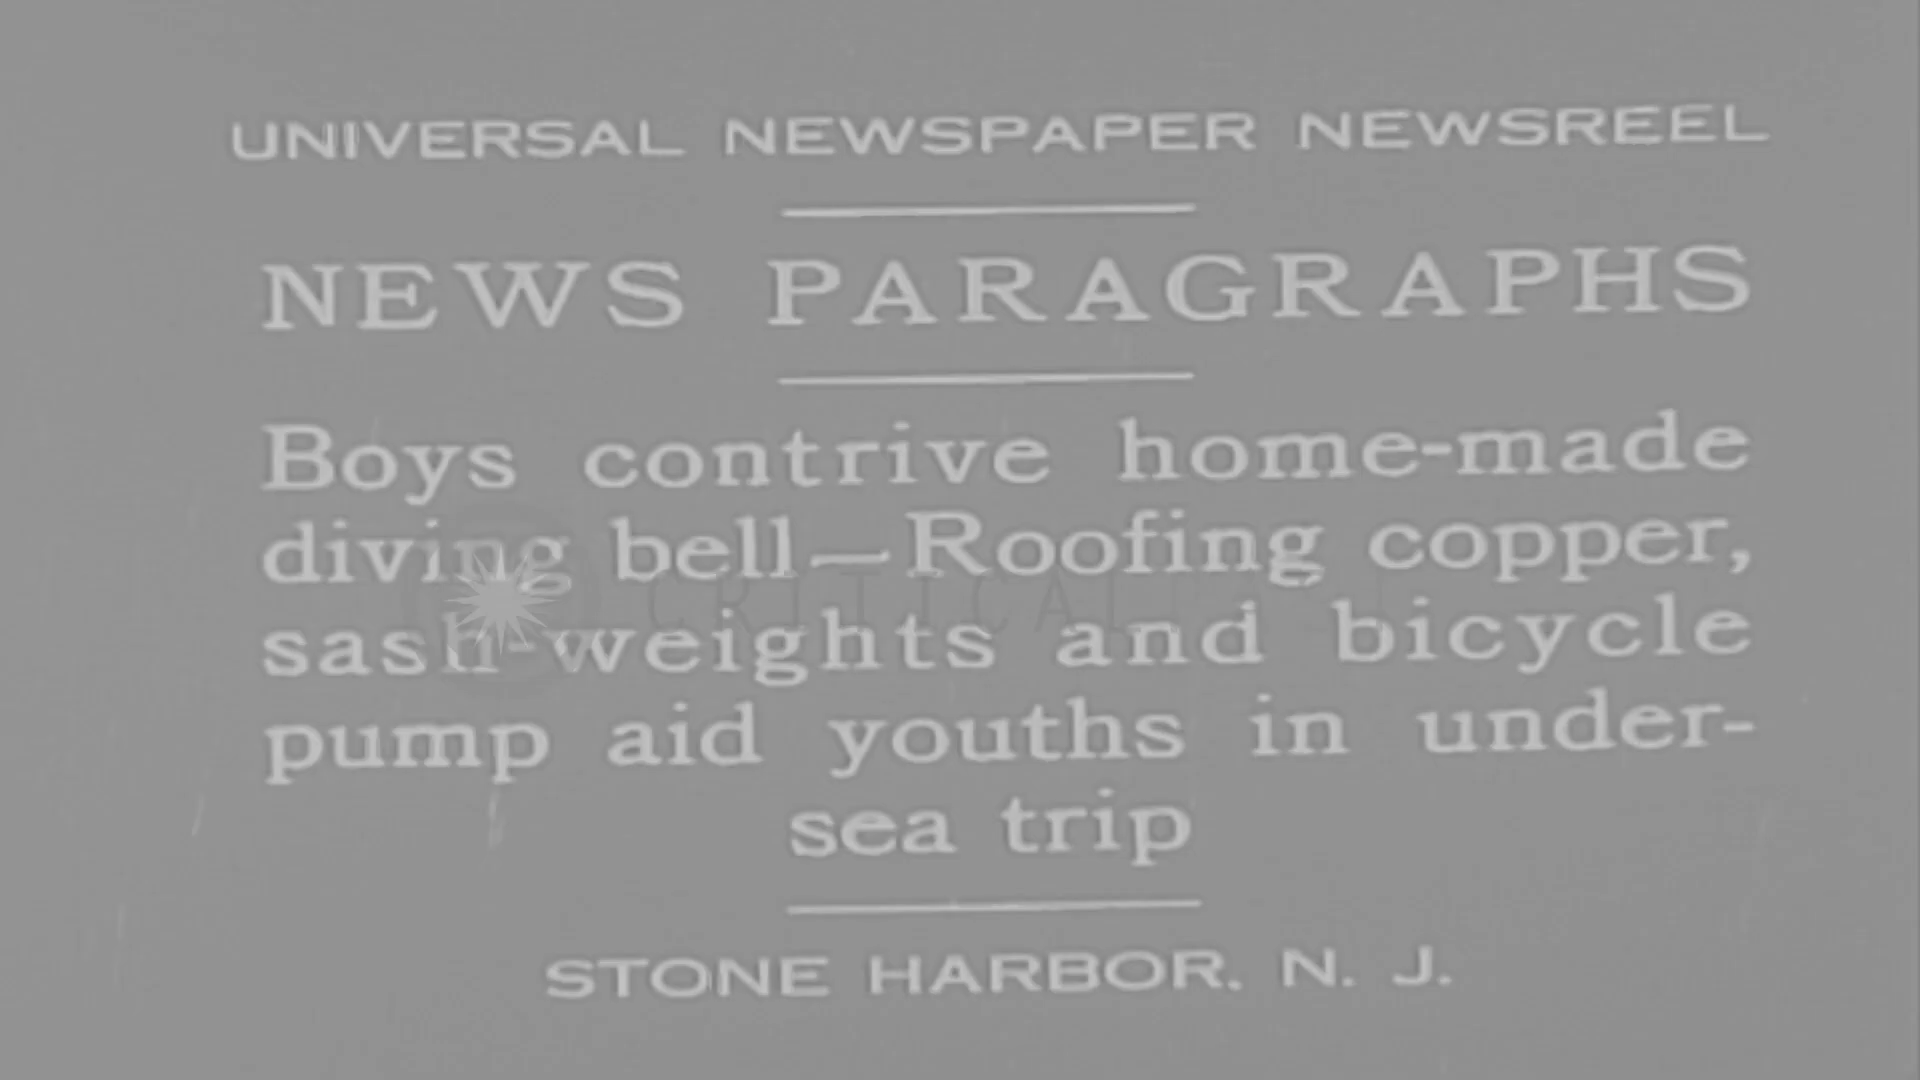 UNIVERSAL NEWSPAPER NEWSREEL
NEWS PARAGRAPHS
Boys contrive home-made
diving bell—Roofing copper,
sash-weights and bicycle
pump aid youths in under-
sea trip
STONE HARBOR. N. J.
CRITICAL